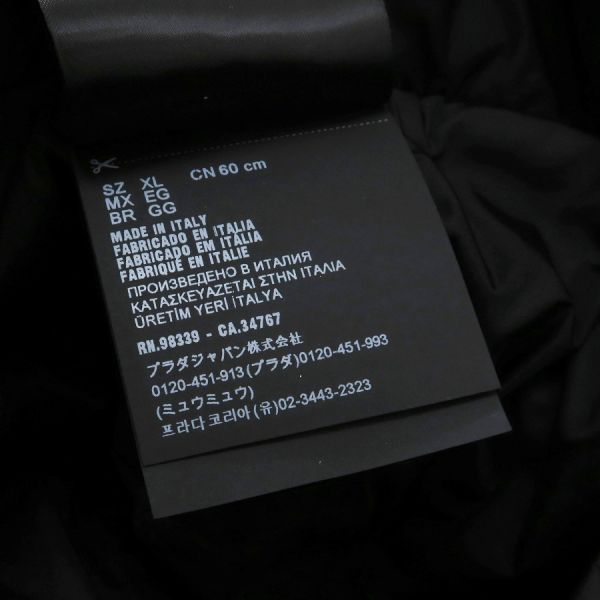 SZ XL CN 60 cm
MX EG
BR GG
MADE IN ITALY
FABRICADO EN ITALIA
FABRICADO EM ITÁLIA
FABRIQUÉ EN ITALIE
ПРОИЗВЕДЕНО В ИТАЛИЯ
ΚΑΤΑΣΚΕΥΑΖΕΤΑΙ ΣΤΗΝ ΙΤΑΛΙΑ
ÜRETİM YERİ İTALYA
RN.98339 - CA.34767
プラダジャパン株式会社
0120-451-913(プラダ)0120-451-993
(ミュウミュウ)
프라다 코리아 (유)02-3443-2323